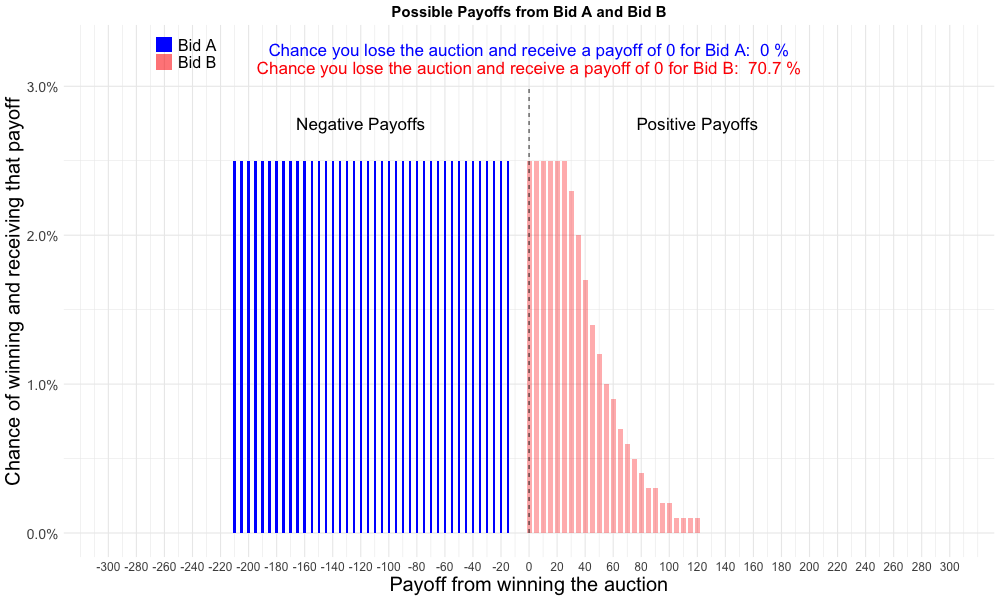 Possible Payoffs from Bid A and Bid B
Bid A
Bid B
Chance you lose the auction and receive a payoff of 0 for Bid A:  0 %
Chance you lose the auction and receive a payoff of 0 for Bid B:  70.7 %
Negative Payoffs
Positive Payoffs
Chance of winning and receiving that payoff
3.0%
2.0%
1.0%
0.0%
-300 -280 -260 -240 -220 -200 -180 -160 -140 -120 -100 -80 -60 -40 -20 0 20 40 60 80 100 120 140 160 180 200 220 240 260 280 300
Payoff from winning the auction